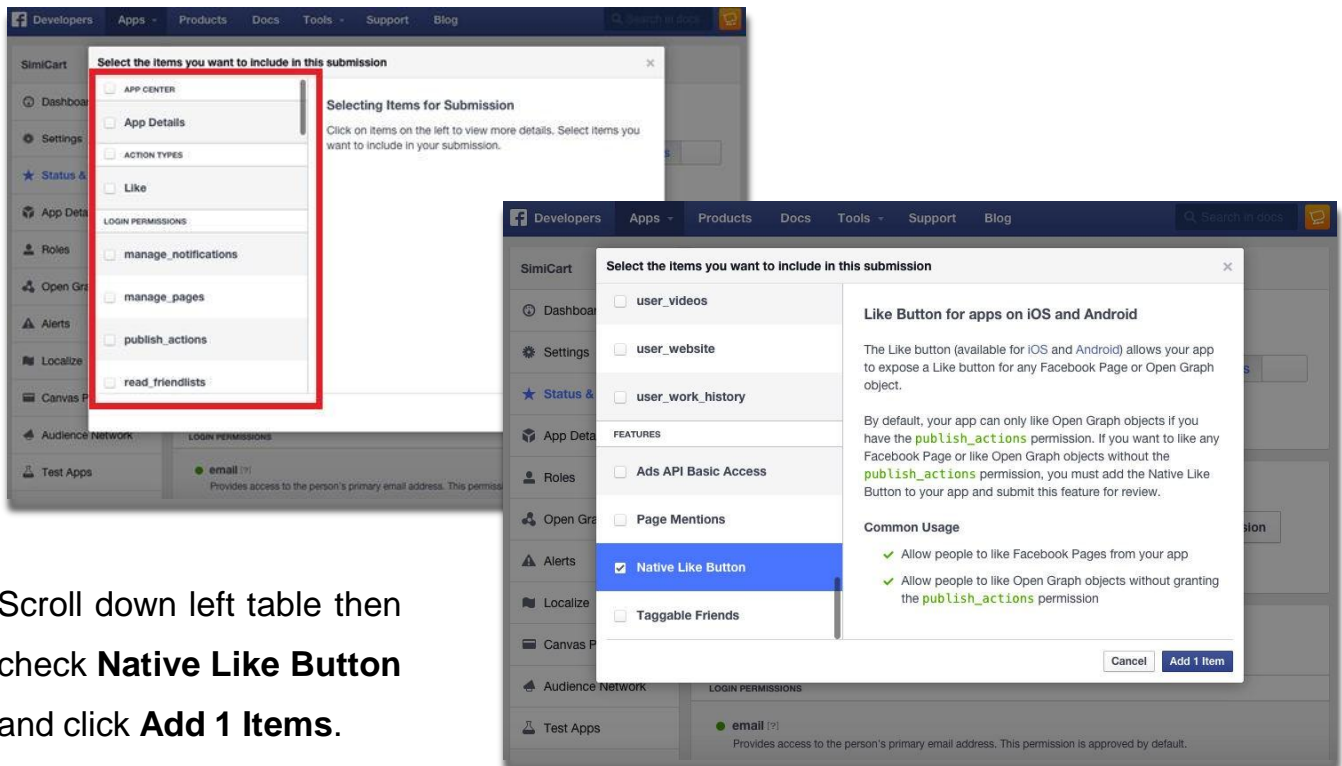 Developers Apps Products Docs Tools Support Blog Search in docs
SimiCart
Select the items you want to include in this submission
Settings
Status &
Roles
Alerts
Localize
Audience Network
Test Apps
APP CENTER
App Details
ACTION TYPES
Like
LOGIN PERMISSIONS
manage_notifications
manage_pages
publish_actions
read_friendlists
Selecting Items for Submission
Click on items on the left to view more details. Select items you
want to include in your submission.
LOGIN PERMISSIONS
email [?]
Provides access to the person's primary email address. This
Developers Apps Products Docs Tools Support Blog Search in docs
SimiCart
Select the items you want to include in this submission
Settings
Status &
Roles
Alerts
Localize
Audience Network
Test Apps
user_videos
user_website
user_work_history
FEATURES
Ads API Basic Access
Page Mentions
Native Like Button
Taggable Friends
Like Button for apps on iOS and Android
The Like button (available for iOS and Android) allows your app
to expose a Like button for any Facebook Page or Open Graph
object.
By default, your app can only like Open Graph objects if you
have the publish_actions permission. If you want to like any
Facebook Page or like Open Graph objects without the
publish_actions permission, you must add the Native Like
Button to your app and submit this feature for review.
Common Usage
Allow people to like Facebook Pages from your app
Allow people to like Open Graph objects without granting
the publish_actions permission
Cancel Add 1 Item
LOGIN PERMISSIONS
email [?]
Provides access to the person's primary email address. This permission is approved by default.
Scroll down left table then
check Native Like Button
and click Add 1 Items.